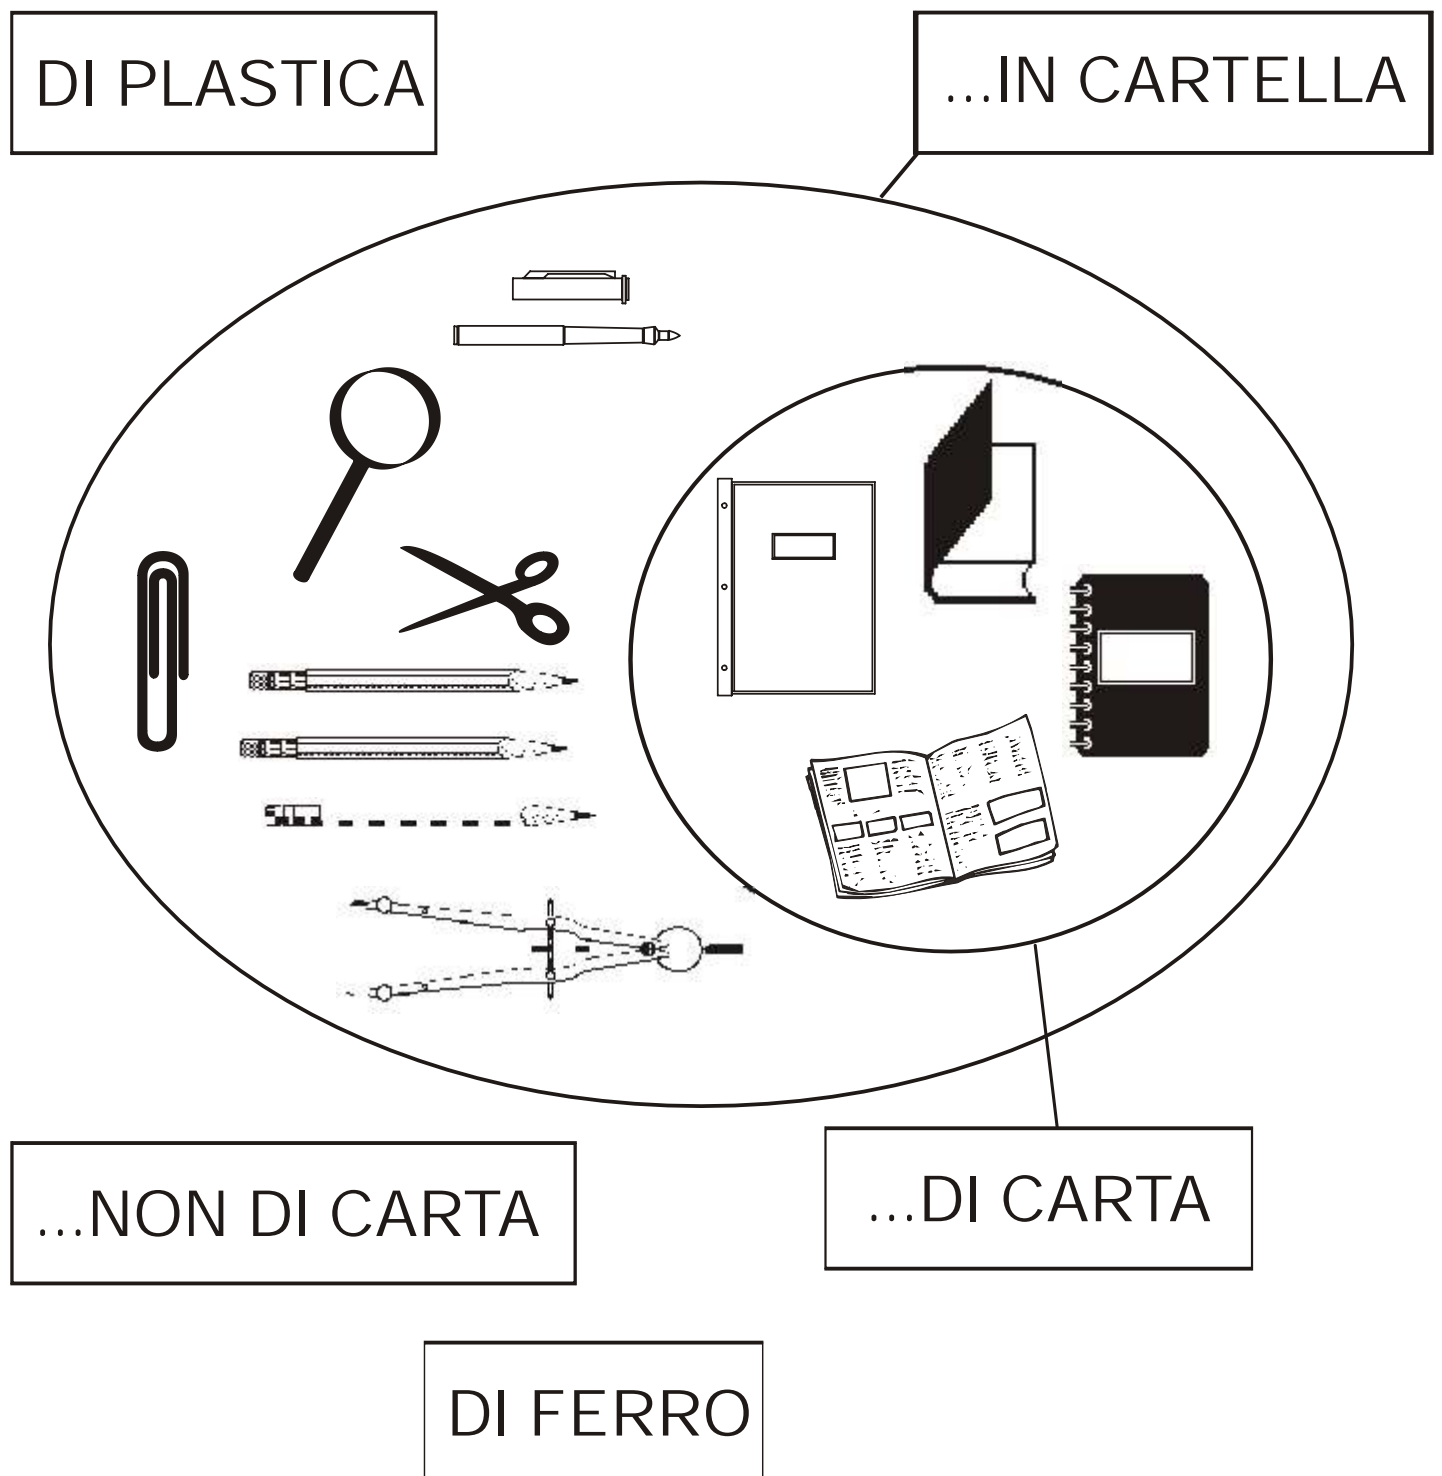 DI PLASTICA
...IN CARTELLA
...NON DI CARTA
...DI CARTA
DI FERRO